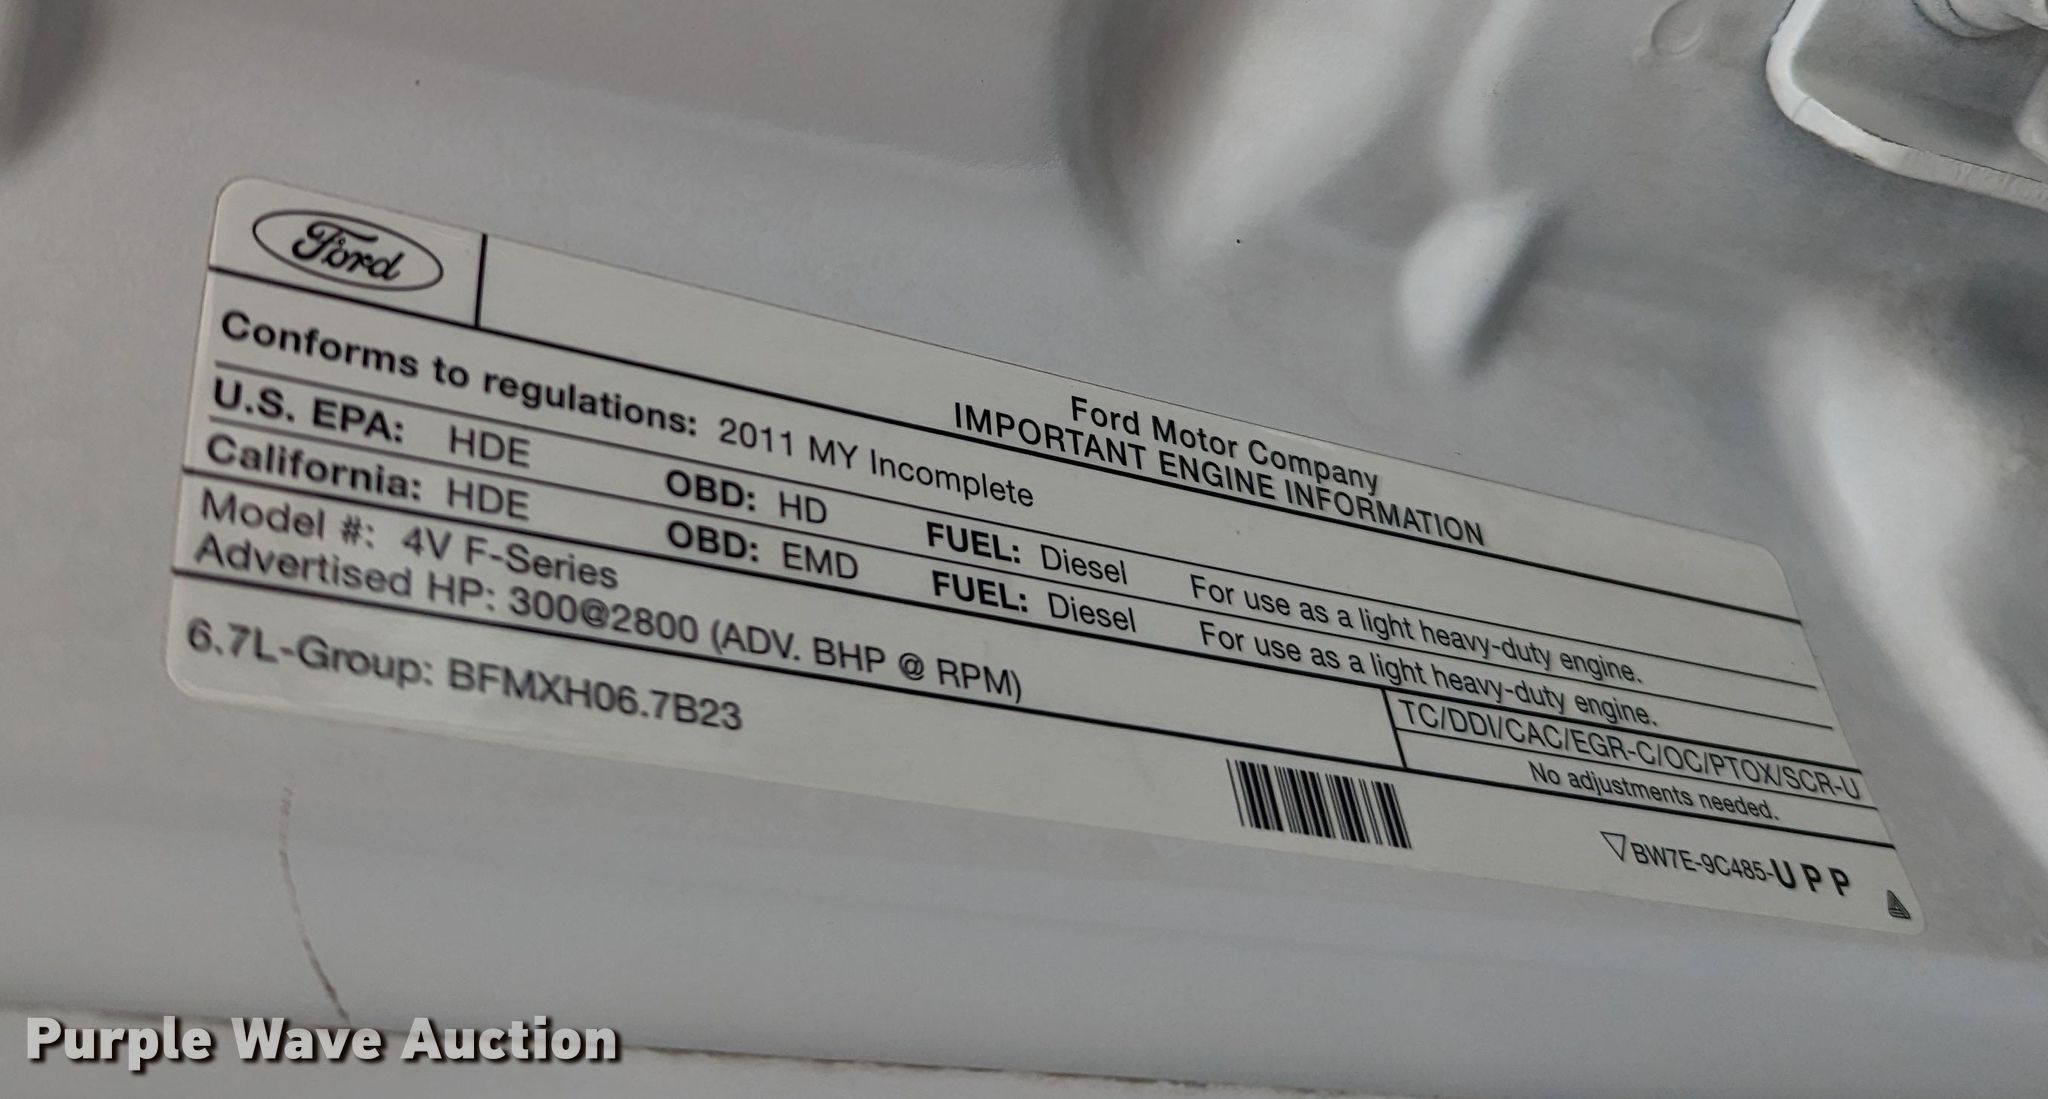 Ford
Ford Motor Company
IMPORTANT ENGINE INFORMATION
Conforms to regulations: 2011 MY Incomplete
U.S. EPA: HDE OBD: HD FUEL: Diesel For use as a light heavy-duty engine.
California: HDE OBD: EMD FUEL: Diesel For use as a light heavy-duty engine.
Model #: 4V F-Series
Advertised HP: 300@2800 (ADV. BHP @ RPM)
TC/DDI/CAC/EGR-C/OC/PTOX/SCR-U
No adjustments needed.
6.7L-Group: BFMXH06.7B23
BW7E-9C485-UPP
Purple Wave Auction